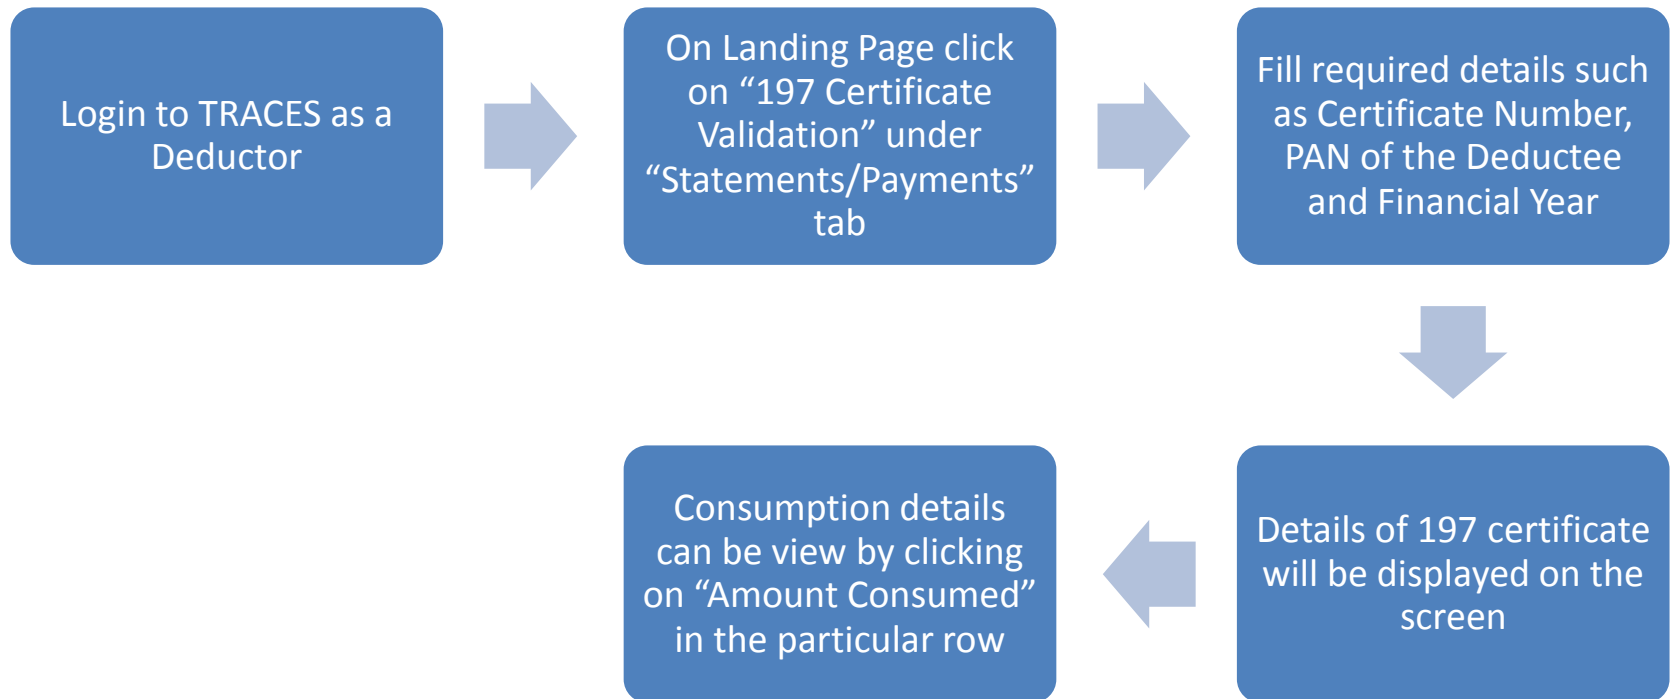 Login to TRACES as a
Deductor
On Landing Page click
on “197 Certificate
Validation” under
“Statements/Payments”
tab
Fill required details such
as Certificate Number,
PAN of the Deductee
and Financial Year
Details of 197 certificate
will be displayed on the
screen
Consumption details
can be view by clicking
on “Amount Consumed”
in the particular row